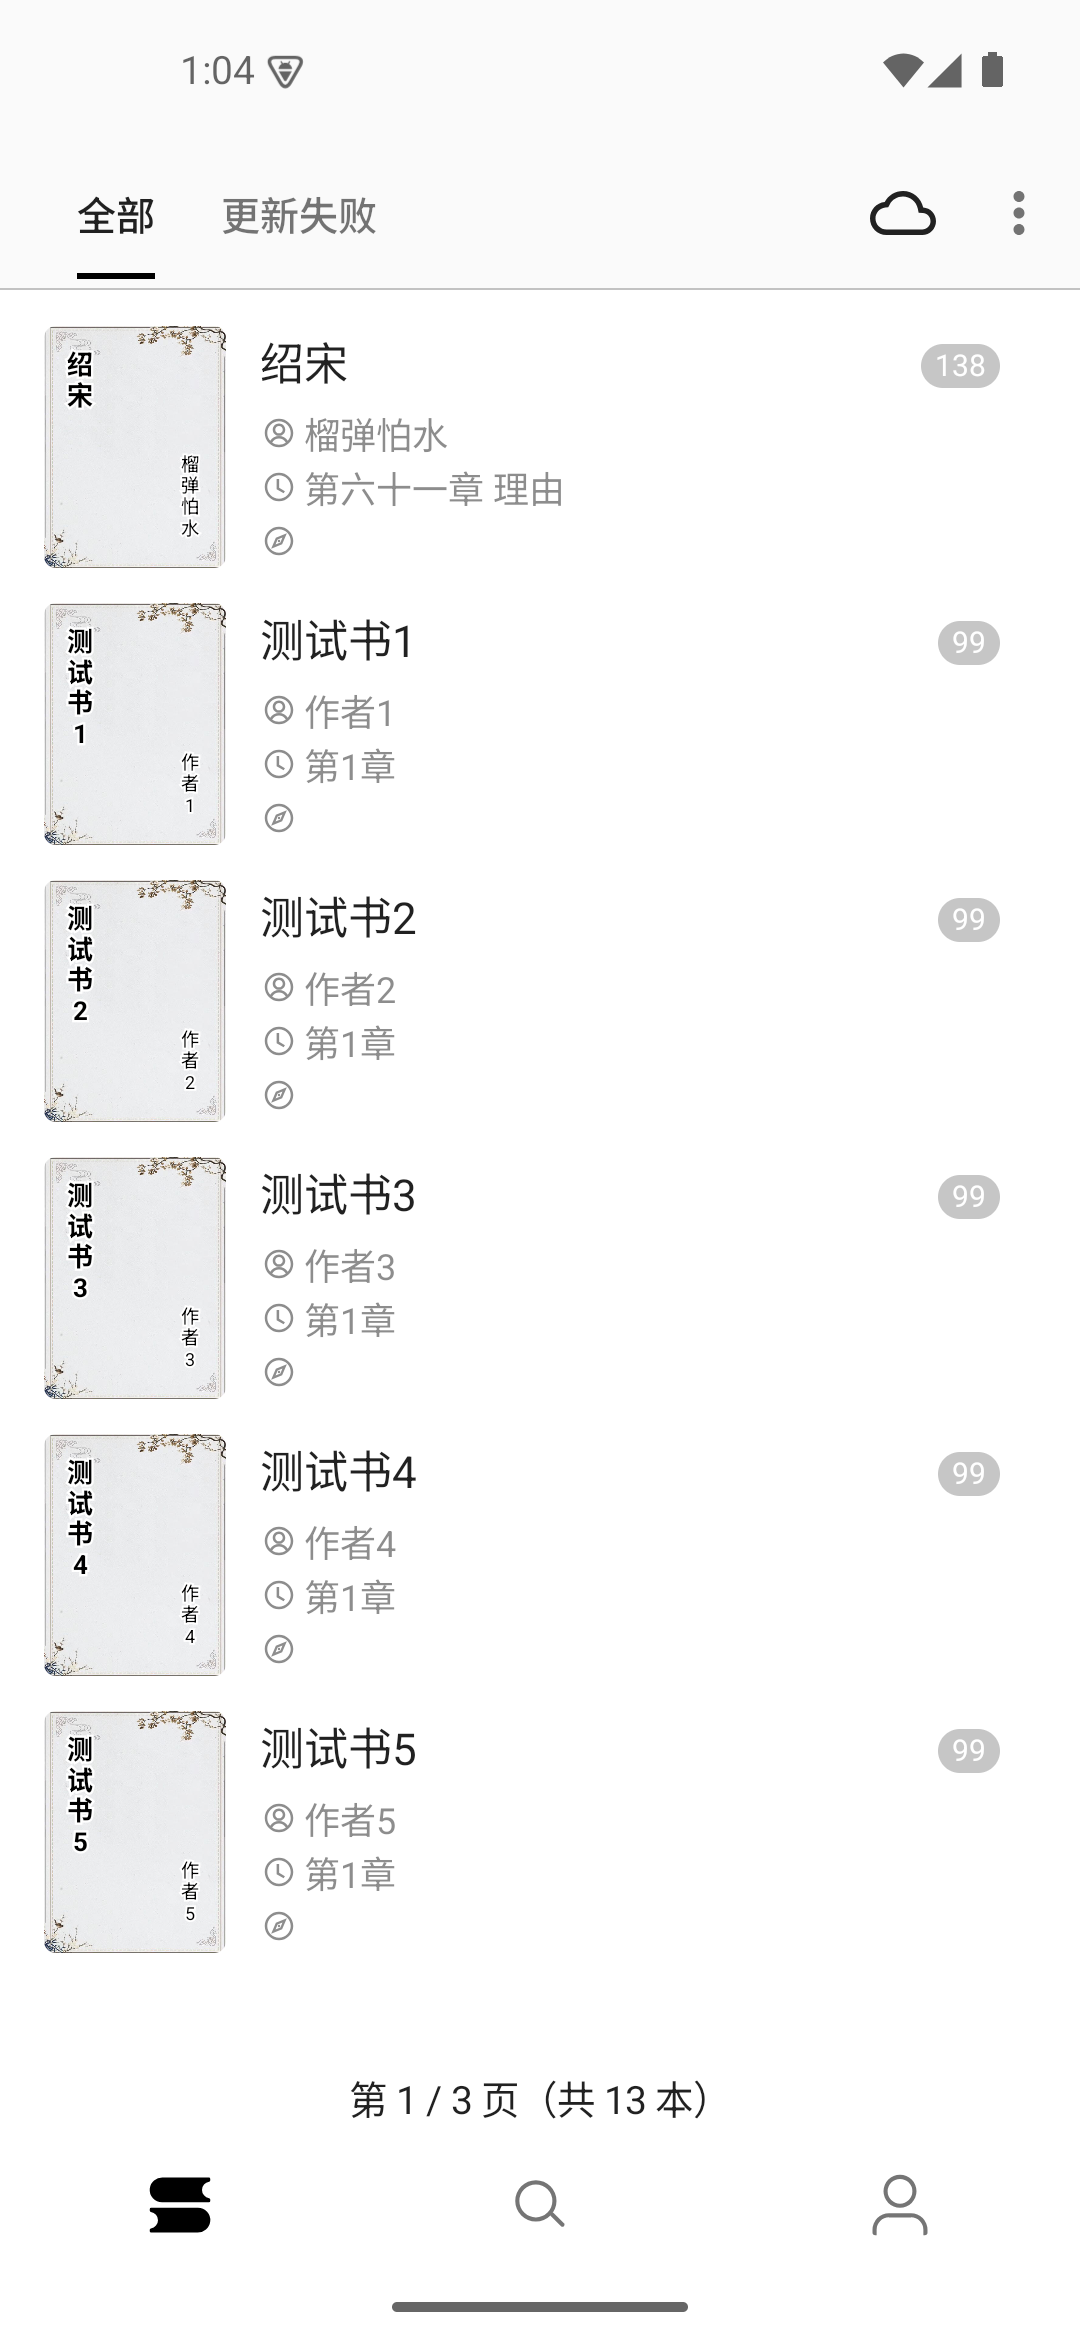 1:04
全部
更新失败
绍宋
榴弹怕水
绍宋
138
榴弹怕水
第六十一章 理由
测试书1
作者1
测试书1
99
作者1
第1章
测试书2
作者2
测试书2
99
作者2
第1章
测试书3
作者3
测试书3
99
作者3
第1章
测试书4
作者4
测试书4
99
作者4
第1章
测试书5
作者5
测试书5
99
作者5
第1章
第 1 / 3 页（共 13 本）